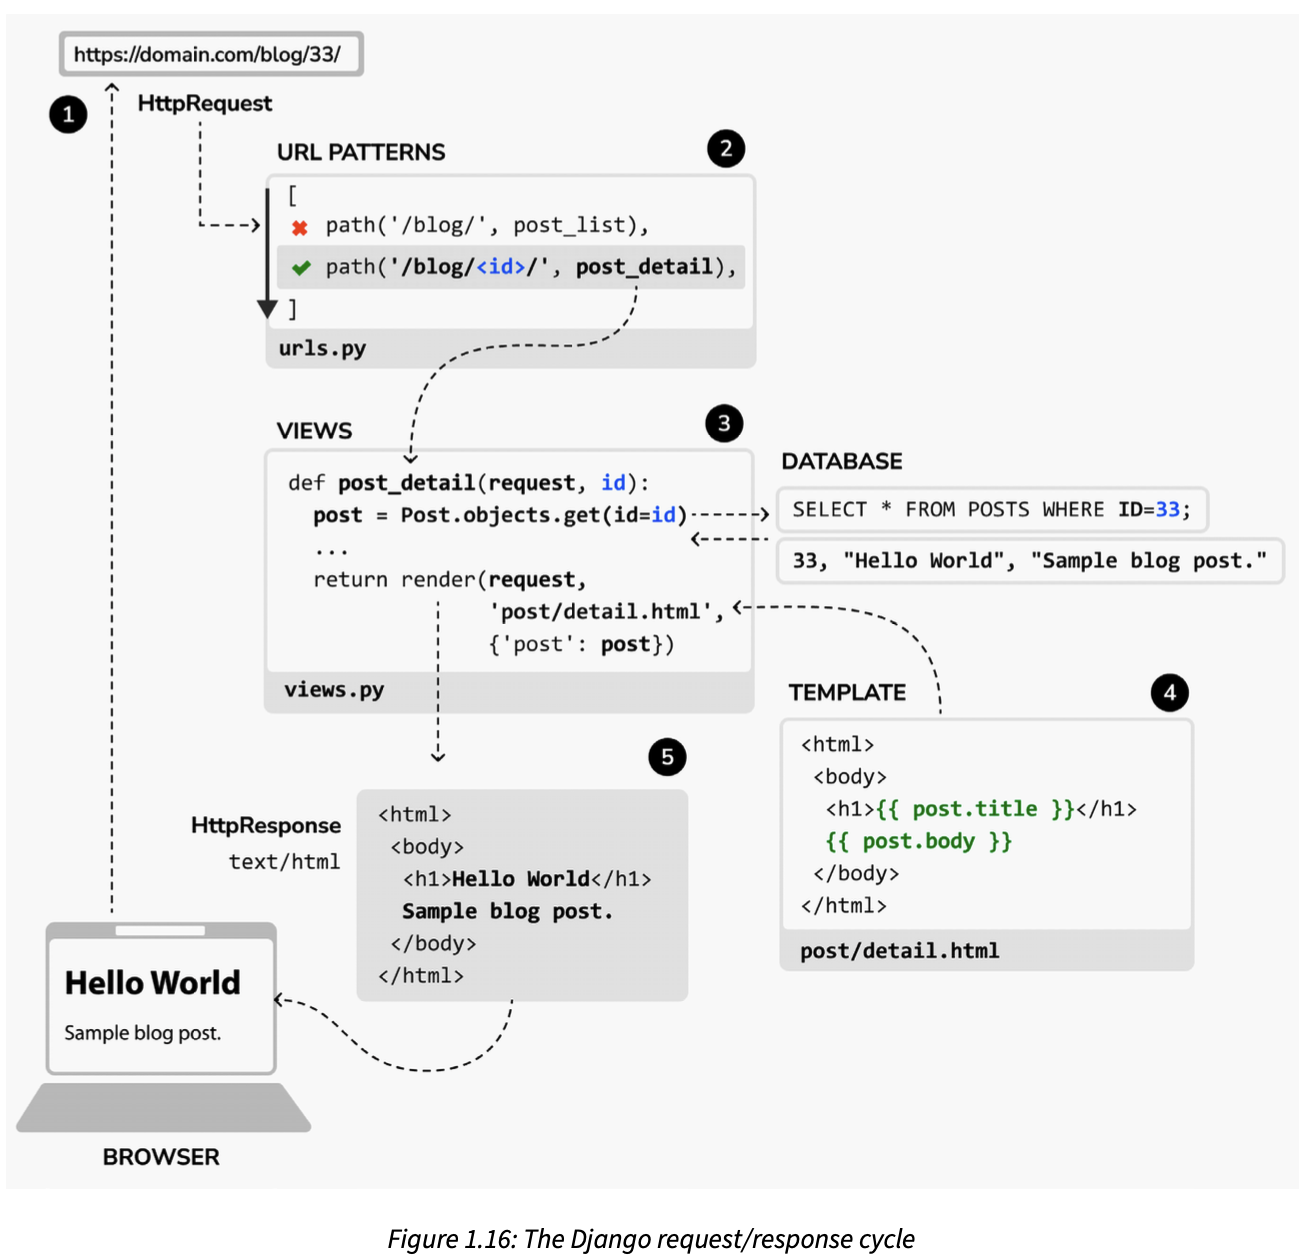 https://domain.com/blog/33/
1
HttpRequest
URL PATTERNS
2
[
path('/blog/', post_list),
path('/blog/<id>/', post_detail),
]
urls.py
VIEWS
3
def post_detail(request, id):
post = Post.objects.get(id=id)
...
return render(request,
'post/detail.html',
{'post': post})
views.py
DATABASE
SELECT * FROM POSTS WHERE ID=33;
33, "Hello World", "Sample blog post."
TEMPLATE
4
<html>
<body>
<h1>{{ post.title }}</h1>
{{ post.body }}
</body>
</html>
post/detail.html
5
HttpResponse
text/html
<html>
<body>
<h1>Hello World</h1>
Sample blog post.
</body>
</html>
Hello World
Sample blog post.
BROWSER
Figure 1.16: The Django request/response cycle